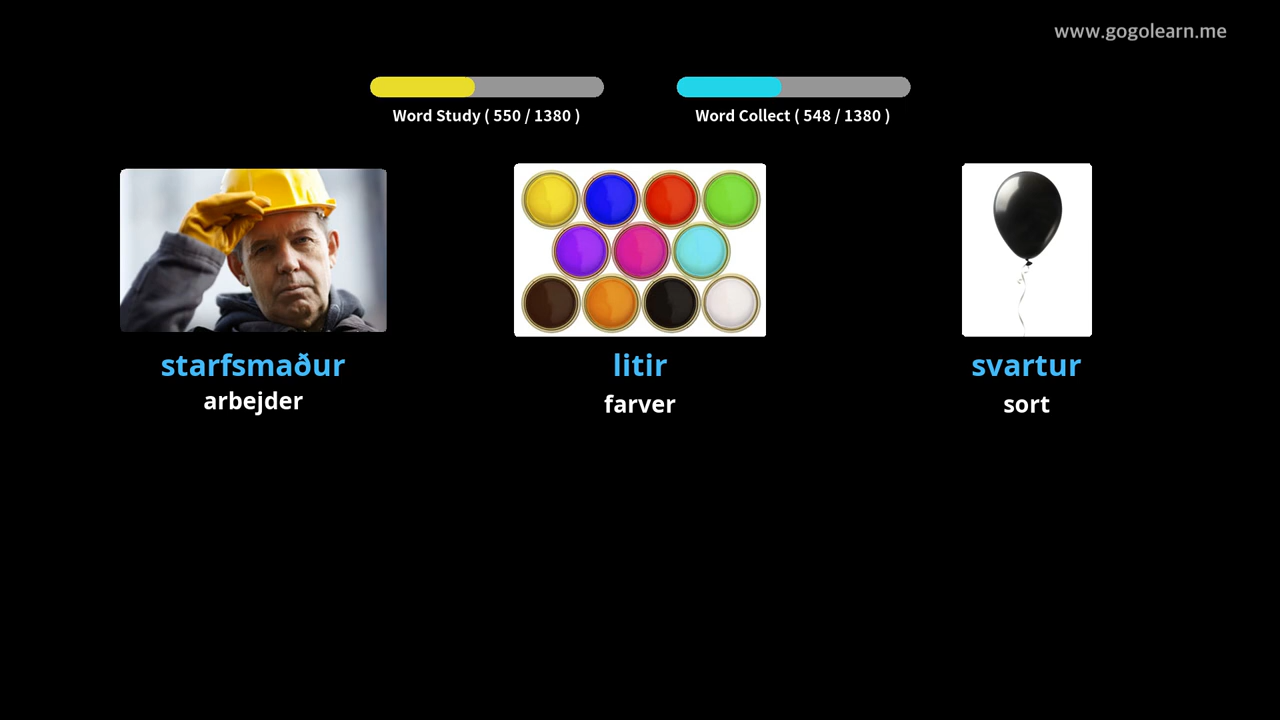 www.gogolearn.me
Word Study ( 550 / 1380 )
Word Collect ( 548 / 1380 )
starfsmaður
arbejder
litir
farver
svartur
sort